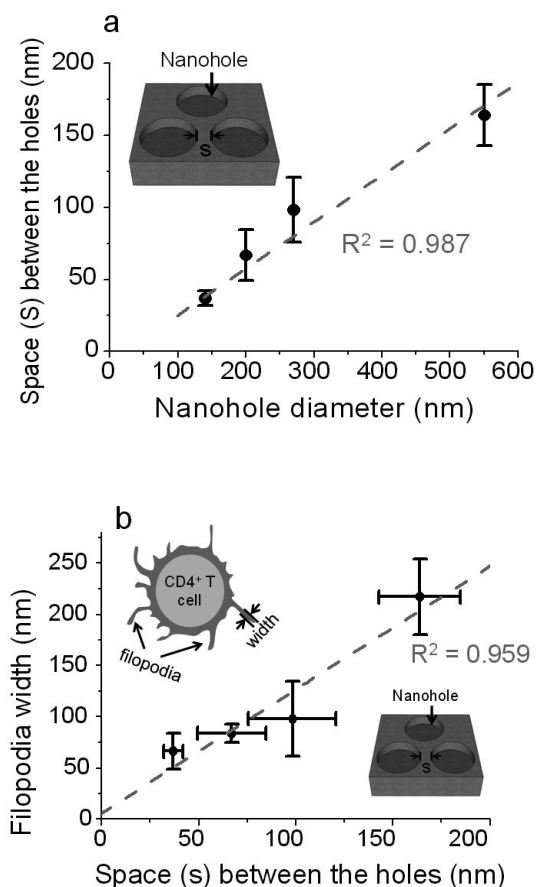 a
Nanohole
S
R² = 0.987
200
150
100
50
0
0 100 200 300 400 500 600
Space (S) between the holes (nm)
Nanohole diameter (nm)
b
CD4⁺ T
cell
filopodia
width
R² = 0.959
Nanohole
S
250
200
150
100
50
0
0 50 100 150 200
Filopodia width (nm)
Space (s) between the holes (nm)